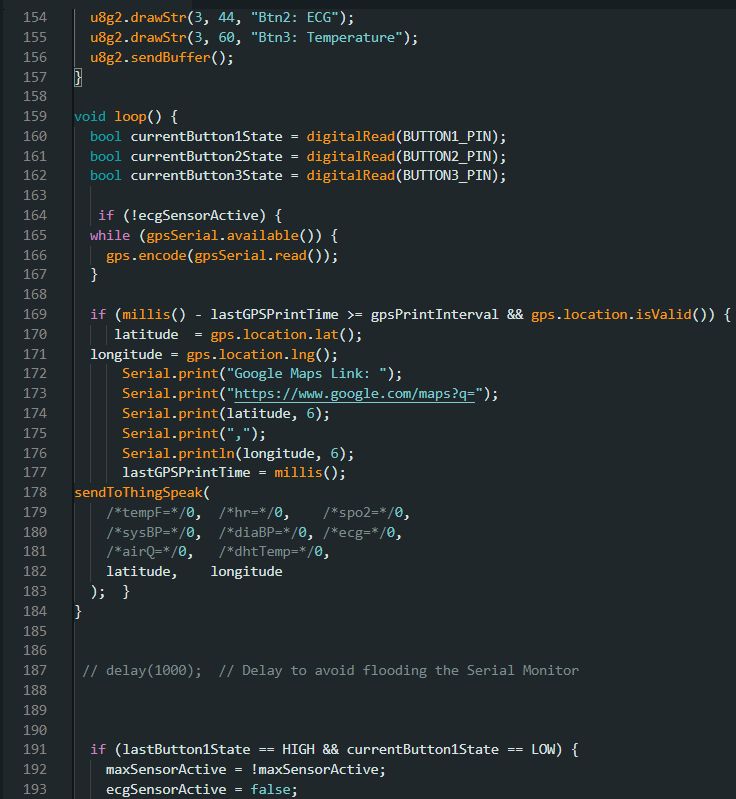 154 u8g2.drawStr(3, 44, "Btn2: ECG");
155 u8g2.drawStr(3, 60, "Btn3: Temperature");
156 u8g2.sendBuffer();
157 }
158
159 void loop() {
160 bool currentButton1State = digitalRead(BUTTON1_PIN);
161 bool currentButton2State = digitalRead(BUTTON2_PIN);
162 bool currentButton3State = digitalRead(BUTTON3_PIN);
163
164 if (!ecgSensorActive) {
165 while (gpsSerial.available()) {
166 gps.encode(gpsSerial.read());
167 }
168
169 if (millis() - lastGPSPrintTime >= gpsPrintInterval && gps.location.isValid()) {
170 latitude  = gps.location.lat();
171 longitude = gps.location.lng();
172 Serial.print("Google Maps Link: ");
173 Serial.print("https://www.google.com/maps?q=");
174 Serial.print(latitude, 6);
175 Serial.print(",");
176 Serial.println(longitude, 6);
177 lastGPSPrintTime = millis();
178 sendToThingSpeak(
179 /*tempF=*/0,  /*hr=*/0,    /*spo2=*/0,
180 /*sysBP=*/0,  /*diaBP=*/0, /*ecg=*/0,
181 /*airQ=*/0,   /*dhtTemp=*/0,
182 latitude,    longitude
183 );  }
184 }
185
186
187 // delay(1000);  // Delay to avoid flooding the Serial Monitor
188
189
190
191 if (lastButton1State == HIGH && currentButton1State == LOW) {
192 maxSensorActive = !maxSensorActive;
193 ecgSensorActive = false;